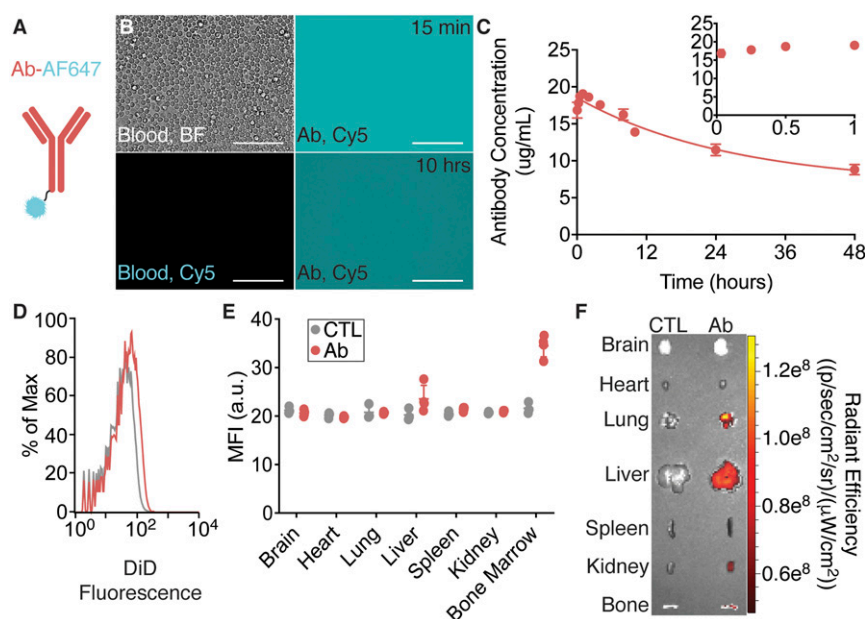 A
Ab-AF647
B
15 min
Blood, BF
Ab, Cy5
10 hrs
Blood, Cy5
Ab, Cy5
C
Antibody Concentration
(ug/mL)
25
20
15
10
5
0
0
12
24
36
48
Time (hours)
20
15
10
5
0
0
0.5
1
D
% of Max
100
80
60
40
20
0
10⁰
10²
10⁴
DiD
Fluorescence
E
MFI (a.u.)
40
30
20
10
0
CTL
Ab
Brain
Heart
Lung
Liver
Spleen
Kidney
Bone Marrow
F
CTL Ab
Brain
Heart
Lung
Liver
Spleen
Kidney
Bone
1.2e⁸
1.0e⁸
0.8e⁸
0.6e⁸
Radiant Efficiency
((p/sec/cm²/sr)/(μW/cm²))